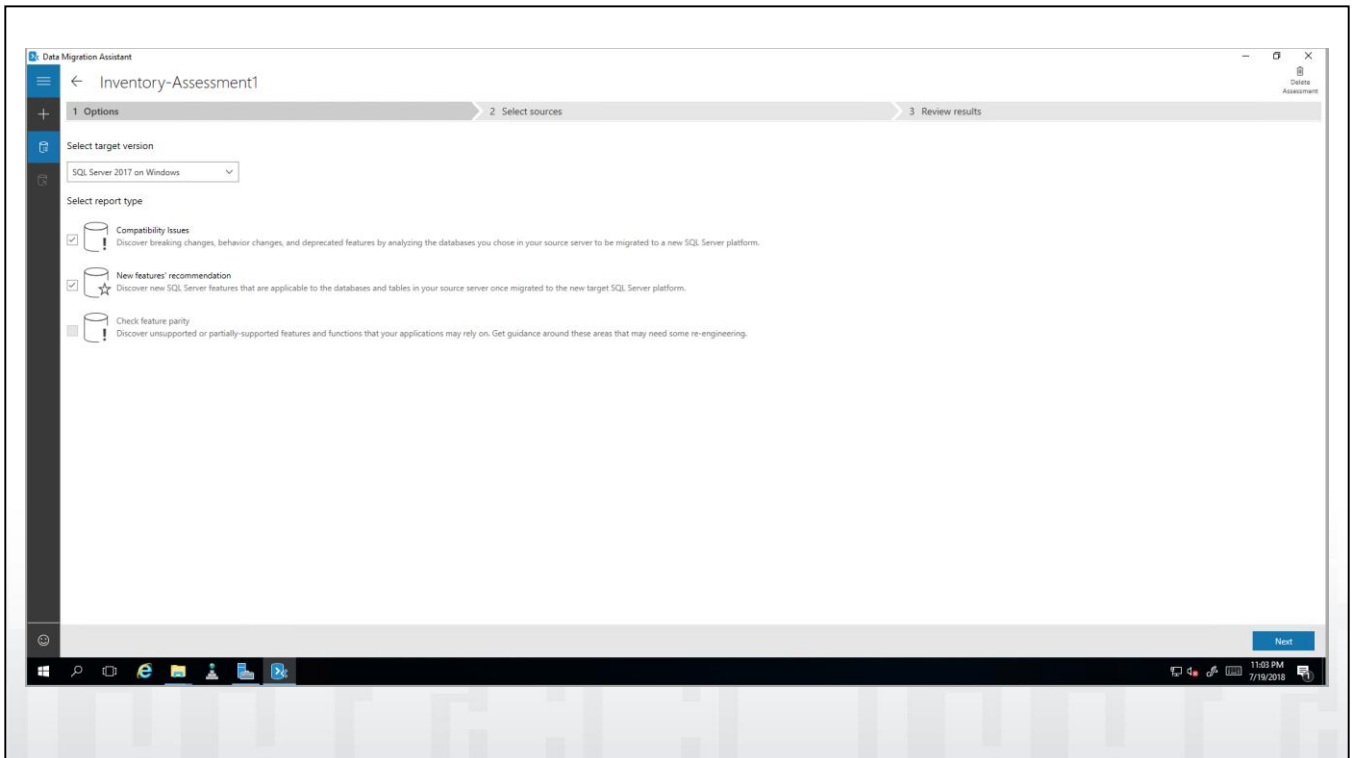 Data Migration Assistant
Inventory-Assessment1
Delete
Assessment
1 Options
2 Select sources
3 Review results
Select target version
SQL Server 2017 on Windows
Select report type
Compatibility Issues
Discover breaking changes, behavior changes, and deprecated features by analyzing the databases you chose in your source server to be migrated to a new SQL Server platform.
New features' recommendation
Discover new SQL Server features that are applicable to the databases and tables in your source server once migrated to the new target SQL Server platform.
Check feature parity
Discover unsupported or partially-supported features and functions that your applications may rely on. Get guidance around these areas that may need some re-engineering.
Next
11:03 PM
7/19/2018